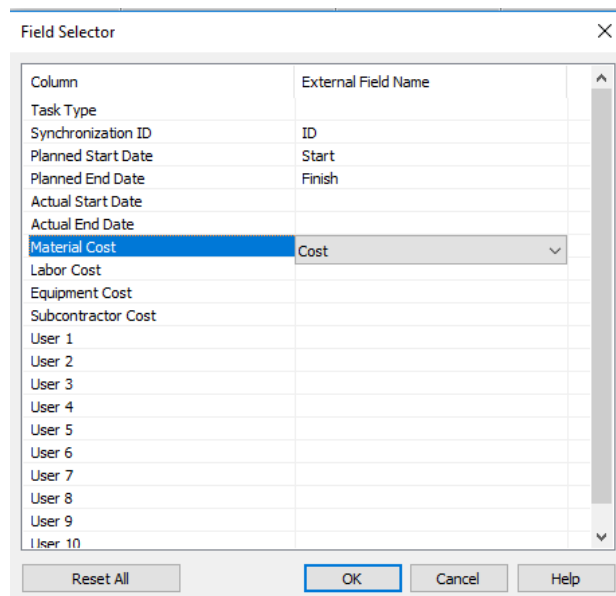 Field Selector
Column External Field Name
Task Type
Synchronization ID ID
Planned Start Date Start
Planned End Date Finish
Actual Start Date
Actual End Date
Material Cost Cost
Labor Cost
Equipment Cost
Subcontractor Cost
User 1
User 2
User 3
User 4
User 5
User 6
User 7
User 8
User 9
User 10
Reset All OK Cancel Help